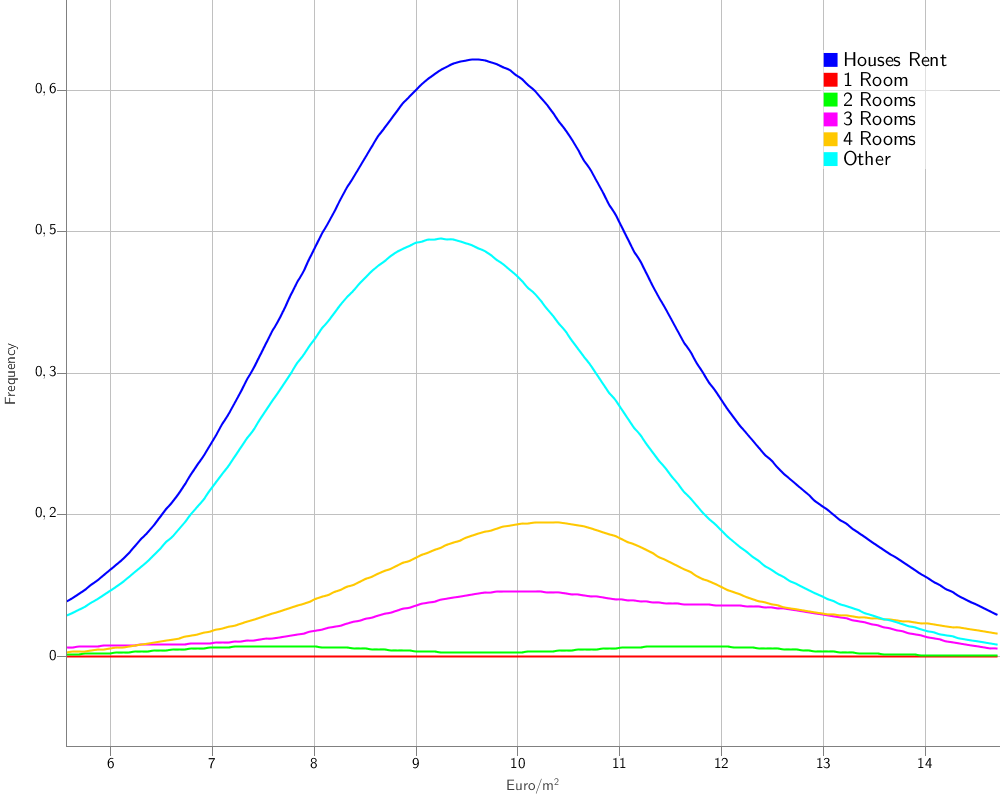 Houses Rent
1 Room
2 Rooms
3 Rooms
4 Rooms
Other
0,6
0,5
0,3
0,2
0
Frequency
6 7 8 9 10 11 12 13 14
Euro/m²